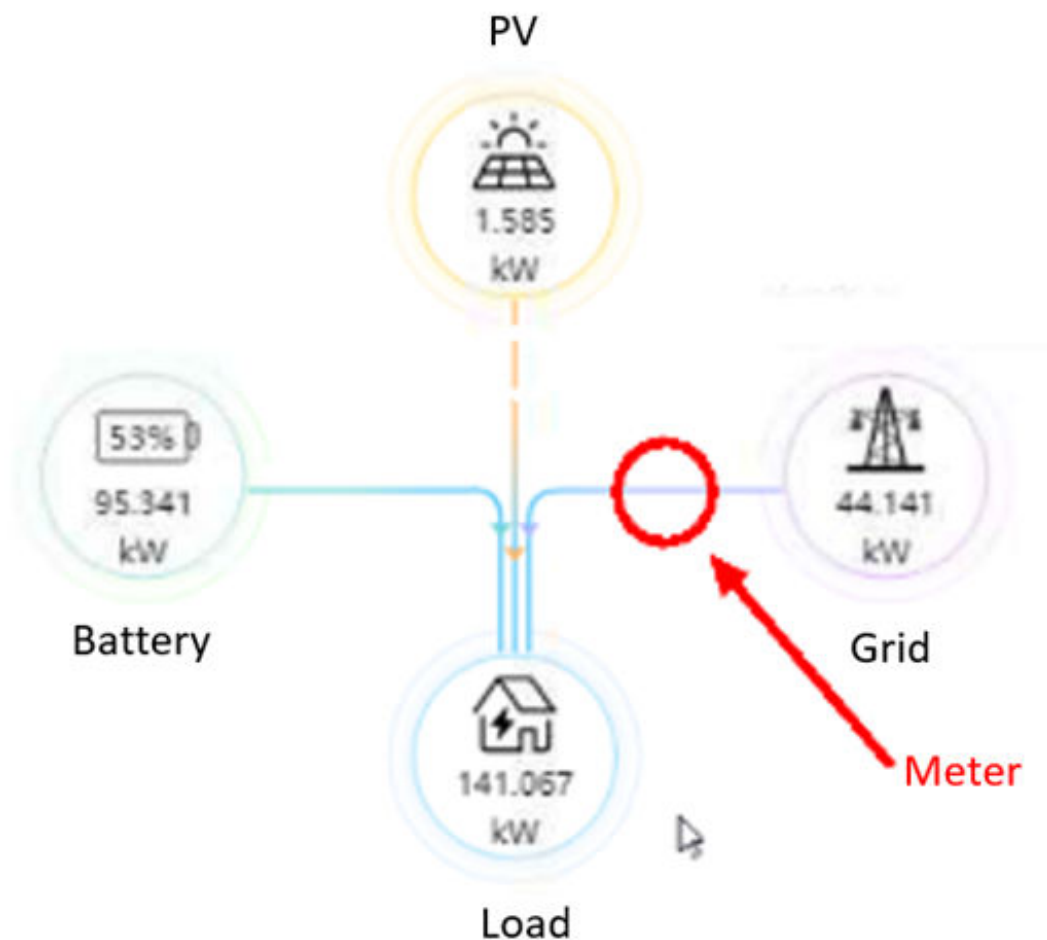 PV
1.585
kW
53%
95.341
kW
Battery
44.141
kW
Grid
Meter
141.067
kW
Load